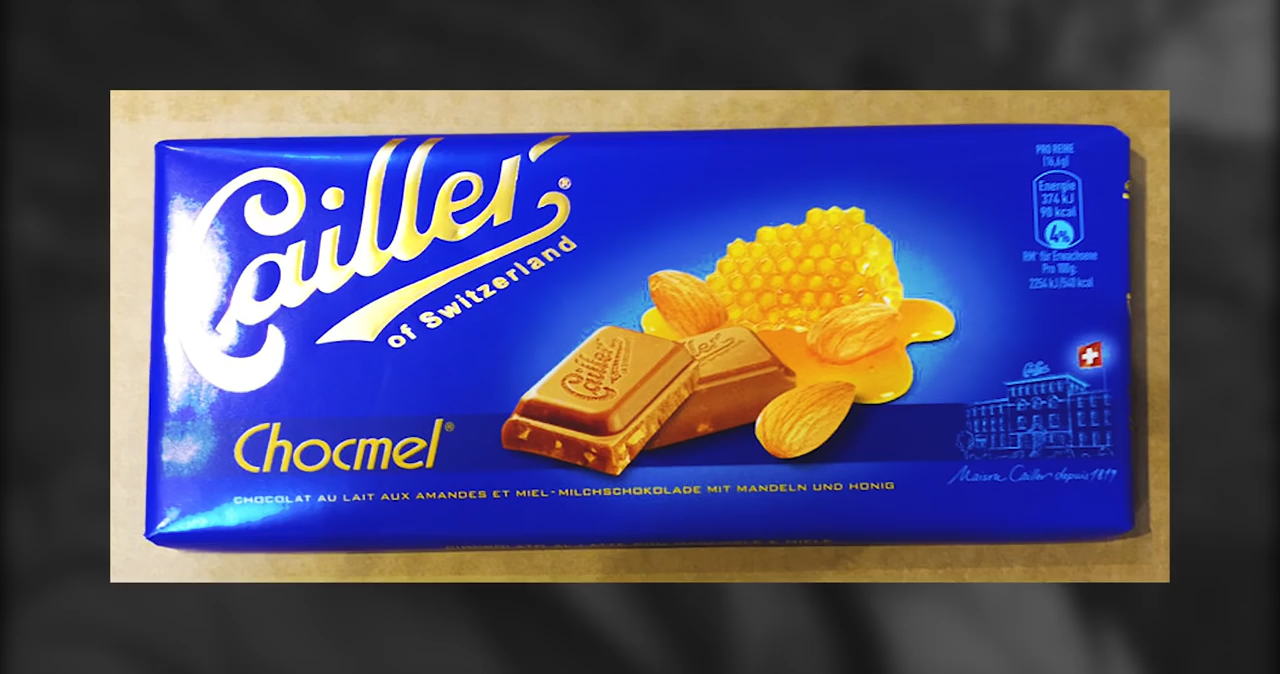 Cailler®
of Switzerland
Chocmel®
CHOCOLAT AU LAIT AUX AMANDES ET MIEL - MILCHSCHOKOLADE MIT MANDELN UND HONIG
PRO REIHE
(16,6g)
Energie
374 kJ
90 kcal
4%
RM* für Erwachsene
Pro 100g:
2254 kJ/540 kcal
Cailler
Cailler
Maison Cailler depuis 1819